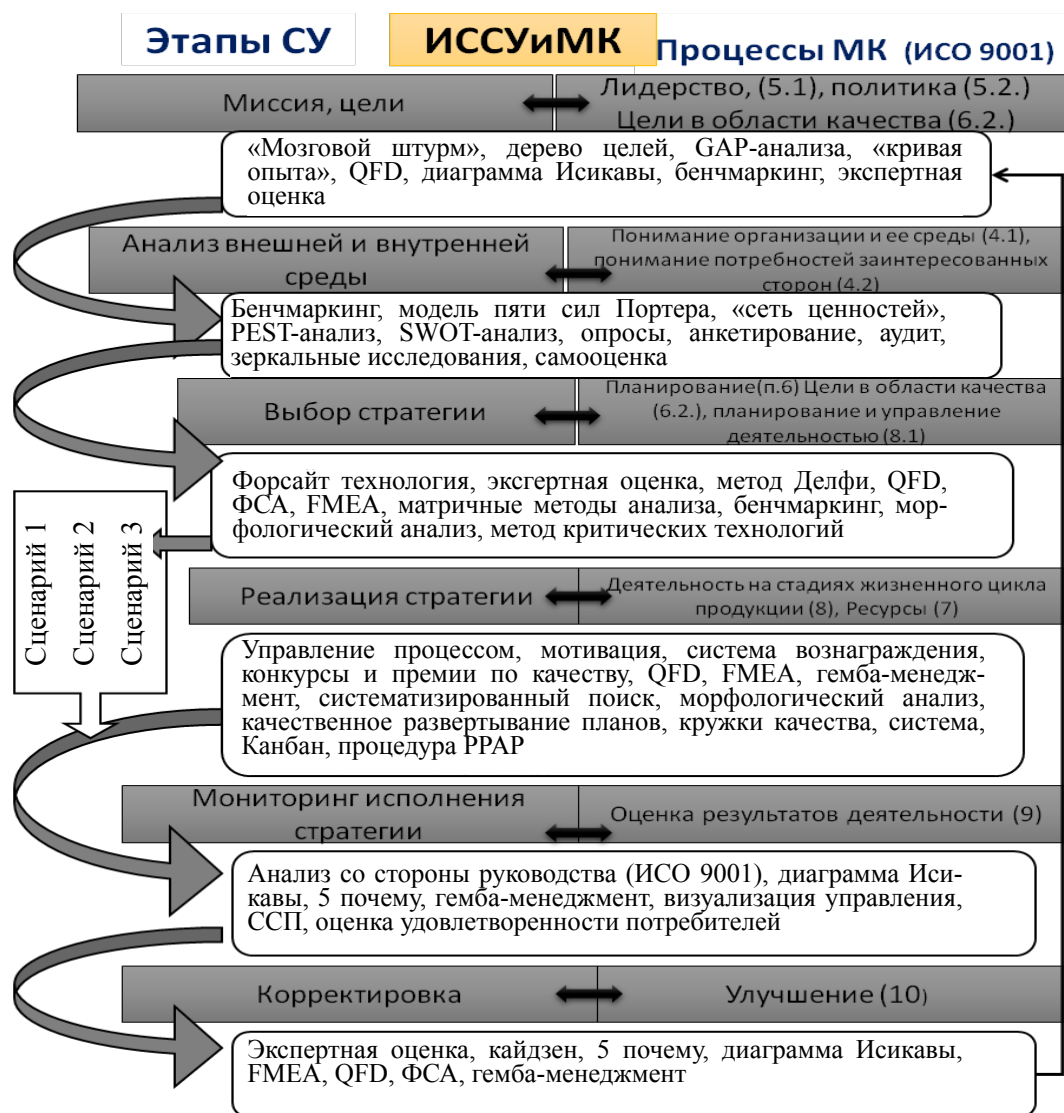 Этапы СУ
ИССУиМК
Процессы МК (ИСО 9001)
Миссия, цели
Лидерство, (5.1), политика (5.2.)
Цели в области качества (6.2.)
«Мозговой штурм», дерево целей, GAP-анализа, «кривая
опыта», QFD, диаграмма Исикавы, бенчмаркинг, экспертная
оценка
Анализ внешней и внутренней
среды
Понимание организации и ее среды (4.1),
понимание потребностей заинтересованных
сторон (4.2)
Бенчмаркинг, модель пяти сил Портера, «сеть ценностей»,
PEST-анализ, SWOT-анализ, опросы, анкетирование, аудит,
зеркальные исследования, самооценка
Выбор стратегии
Планирование(п.6) Цели в области качества
(6.2.), планирование и управление
деятельностью (8.1)
Форсайт технология, эксгертная оценка, метод Делфи, QFD,
ФСА, FMEA, матричные методы анализа, бенчмаркинг, мор-
фологический анализ, метод критических технологий
Сценарий 1
Сценарий 2
Сценарий 3
Реализация стратегии
Деятельность на стадиях жизненного цикла
продукции (8), Ресурсы (7)
Управление процессом, мотивация, система вознаграждения,
конкурсы и премии по качеству, QFD, FMEA, гемба-менедж-
мент, систематизированный поиск, морфологический анализ,
качественное развертывание планов, кружки качества, система,
Канбан, процедура PPAP
Мониторинг исполнения
стратегии
Оценка результатов деятельности (9)
Анализ со стороны руководства (ИСО 9001), диаграмма Иси-
кавы, 5 почему, гемба-менеджмент, визуализация управления,
ССП, оценка удовлетворенности потребителей
Корректировка
Улучшение (10)
Экспертная оценка, кайдзен, 5 почему, диаграмма Исикавы,
FMEA, QFD, ФСА, гемба-менеджмент